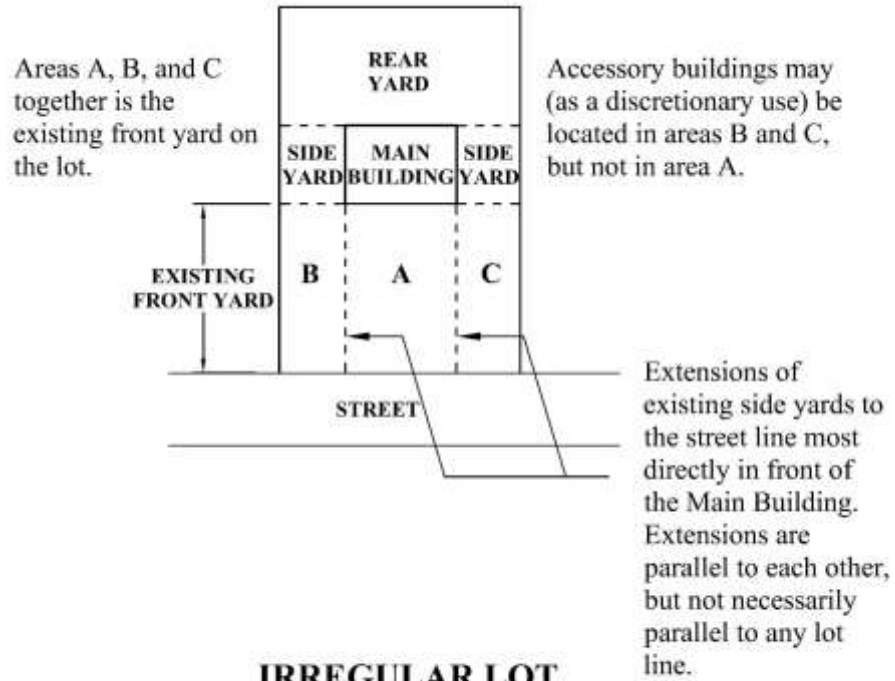 Areas A, B, and C
together is the
existing front yard on
the lot.
REAR
YARD
Accessory buildings may
(as a discretionary use) be
located in areas B and C,
but not in area A.
SIDE
YARD
MAIN
BUILDING
SIDE
YARD
EXISTING
FRONT YARD
B
A
C
STREET
Extensions of
existing side yards to
the street line most
directly in front of
the Main Building.
Extensions are
parallel to each other,
but not necessarily
parallel to any lot
line.
IRREGULAR LOT